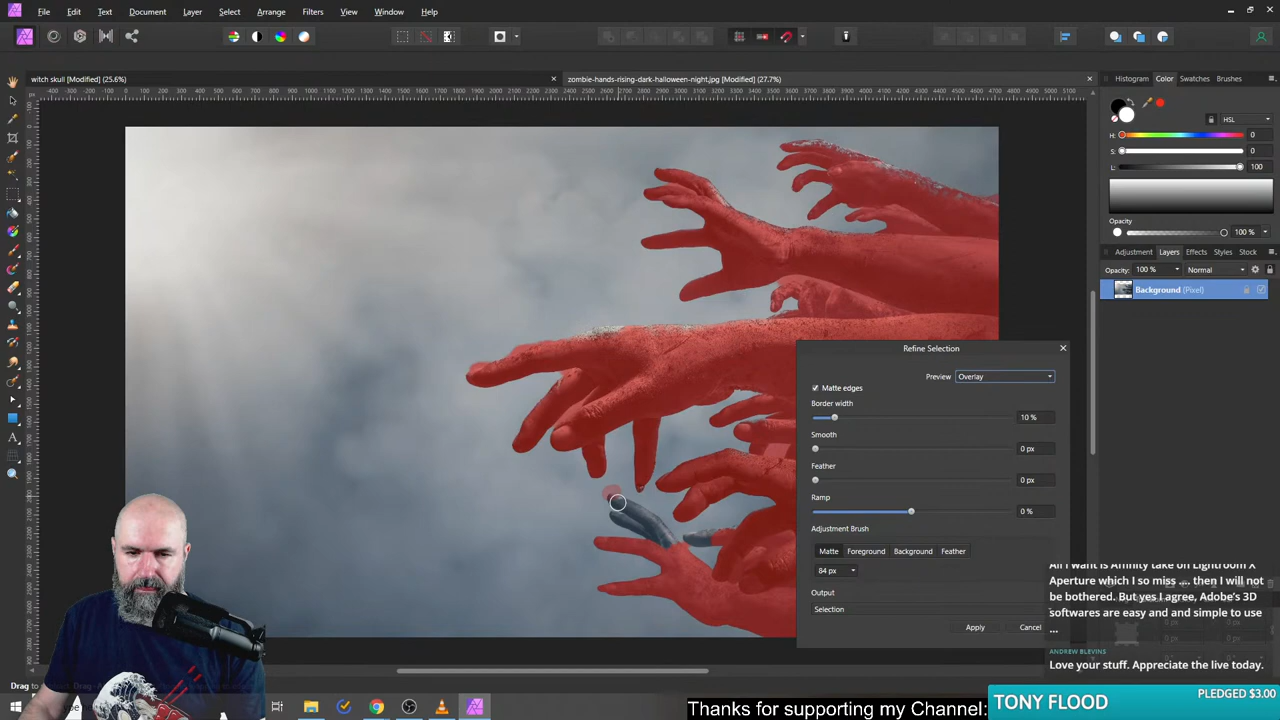 File Edit Text Document Layer Select Arrange Filters View Window Help
witch skull [Modified] (25.6%)
zombie-hands-rising-dark-halloween-night.jpg [Modified] (27.7%)
Histogram Color Swatches Brushes
HSL
H: 0
S: 0
L: 100
Opacity
100 %
Adjustment Layers Effects Styles Stock
Opacity: 100 % Normal
Background (Pixel)
Refine Selection
Preview Overlay
Matte edges
Border width
10 %
Smooth
0 px
Feather
0 px
Ramp
0 %
Adjustment Brush
Matte Foreground Background Feather
84 px
Output
Selection
Apply Cancel
All I want is Affinity take on Lightroom X
Aperture which I so miss .... then I will not
be bothered. But yes I agree, Adobe's 3D
softwares are easy and and simple to use
...
ANDREW BLEVINS
Love your stuff. Appreciate the live today.
Drag to
TONY FLOOD PLEDGED $3.00
Thanks for supporting my Channel: